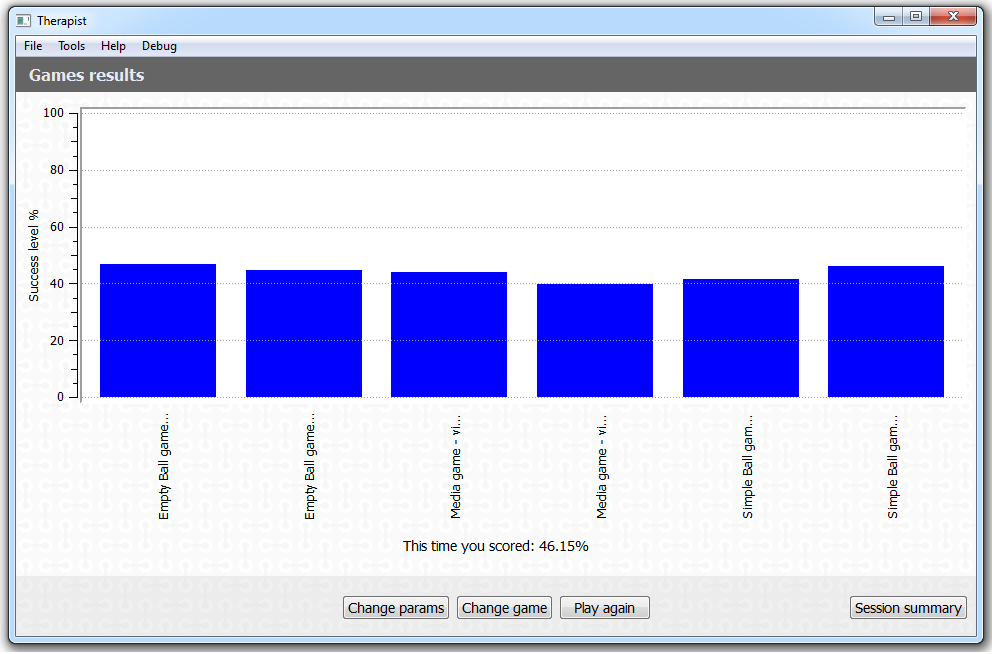 Therapist
File Tools Help Debug
Games results
Success level %
100
80
60
40
20
0
Empty Ball game...
Empty Ball game...
Media game - vi...
Media game - vi...
Simple Ball gam...
Simple Ball gam...
This time you scored: 46.15%
Change params Change game Play again Session summary